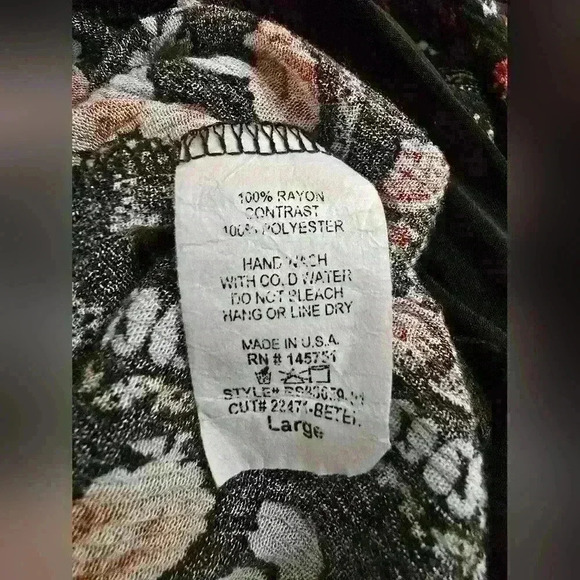 100% RAYON
CONTRAST
100% POLYESTER
HAND WASH
WITH COLD WATER
DO NOT BLEACH
HANG OR LINE DRY
MADE IN U.S.A.
RN # 145751
STYLE#
CUT#
Large